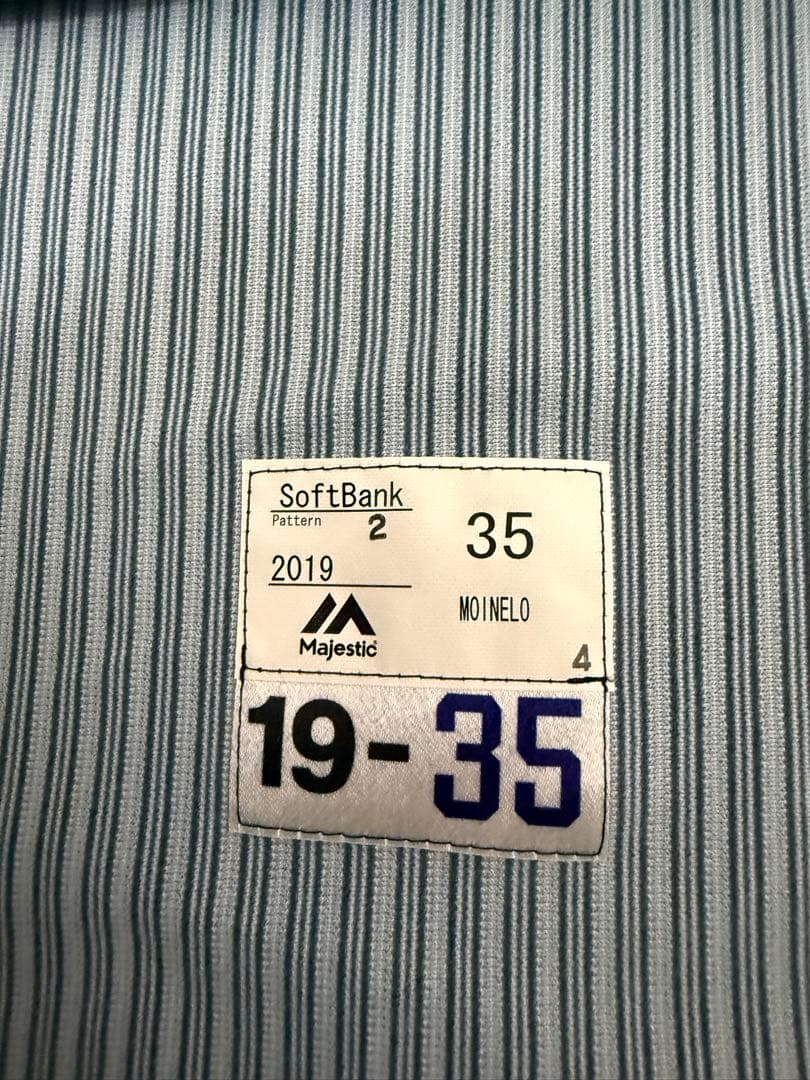 SoftBank
Pattern 2
35
2019
MOINELO
Majestic
4
19-35